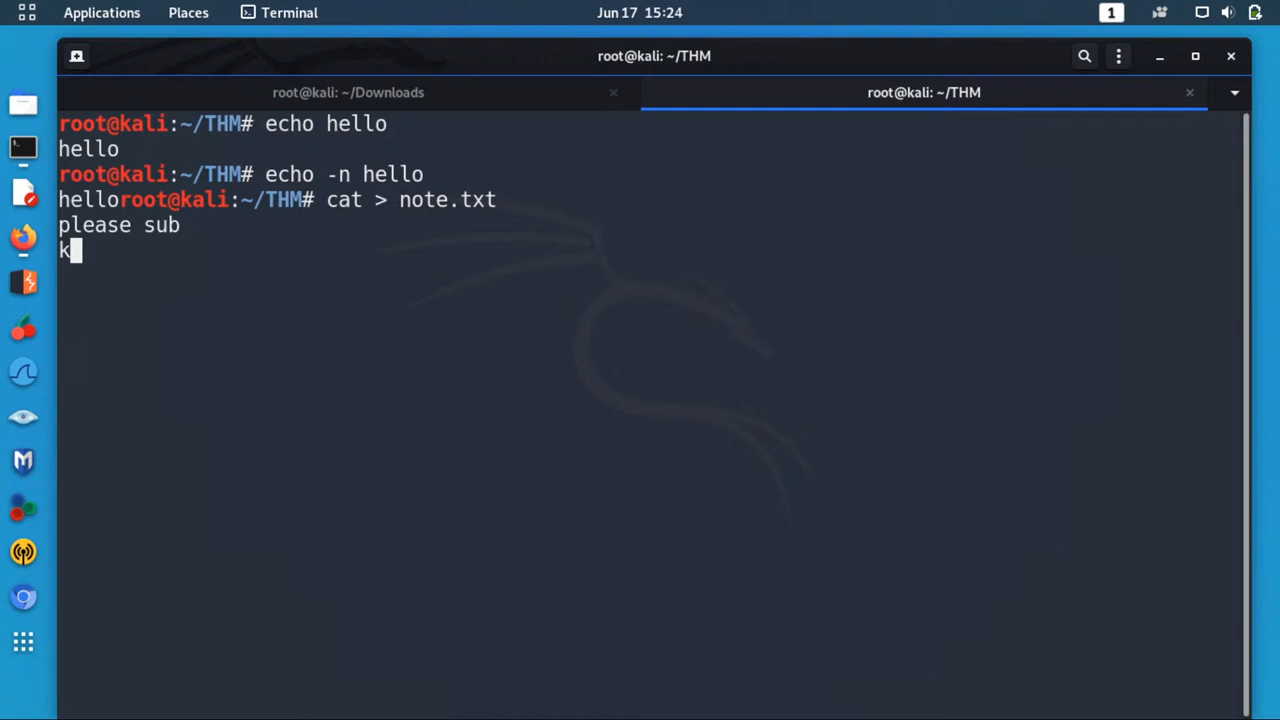 Applications Places Terminal Jun 17 15:24 1
root@kali: ~/THM
root@kali: ~/Downloads root@kali: ~/THM
root@kali:~/THM# echo hello
hello
root@kali:~/THM# echo -n hello
helloroot@kali:~/THM# cat > note.txt
please sub
k